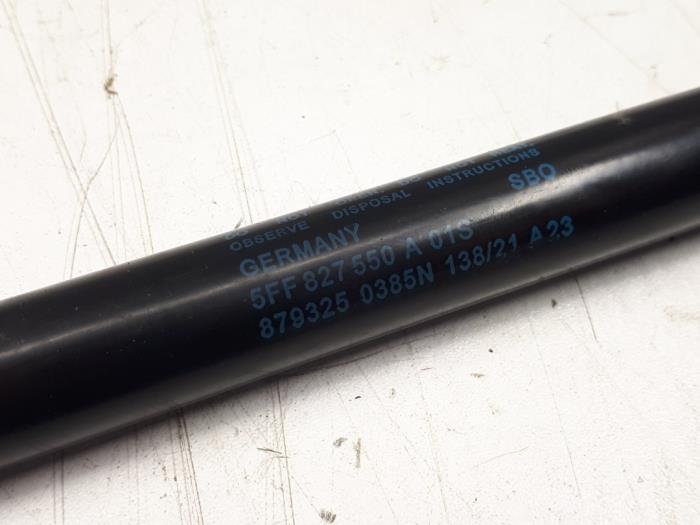 OBSERVE DISPOSAL INSTRUCTIONS
GERMANY SBO
5FF 827 550 A 01S
879325 0385N 138/21 A23